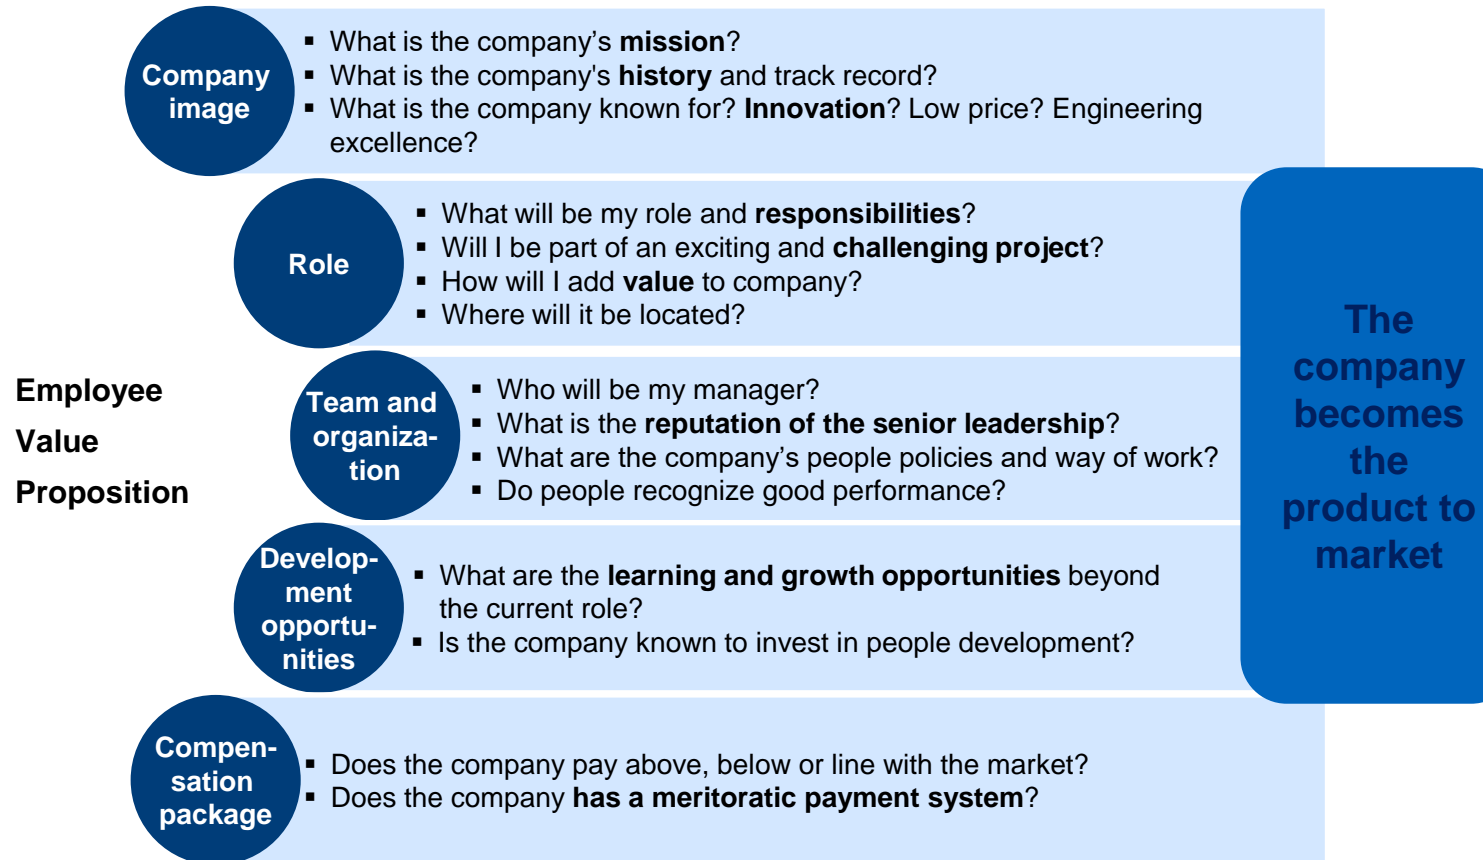 Company
image
▪ What is the company’s mission?
▪ What is the company's history and track record?
▪ What is the company known for? Innovation? Low price? Engineering
excellence?
Role
▪ What will be my role and responsibilities?
▪ Will I be part of an exciting and challenging project?
▪ How will I add value to company?
▪ Where will it be located?
Employee
Value
Proposition
Team and
organiza-
tion
▪ Who will be my manager?
▪ What is the reputation of the senior leadership?
▪ What are the company’s people policies and way of work?
▪ Do people recognize good performance?
Develop-
ment
opportu-
nities
▪ What are the learning and growth opportunities beyond
the current role?
▪ Is the company known to invest in people development?
Compen-
sation
package
▪ Does the company pay above, below or line with the market?
▪ Does the company has a meritoratic payment system?
The
company
becomes
the
product to
market